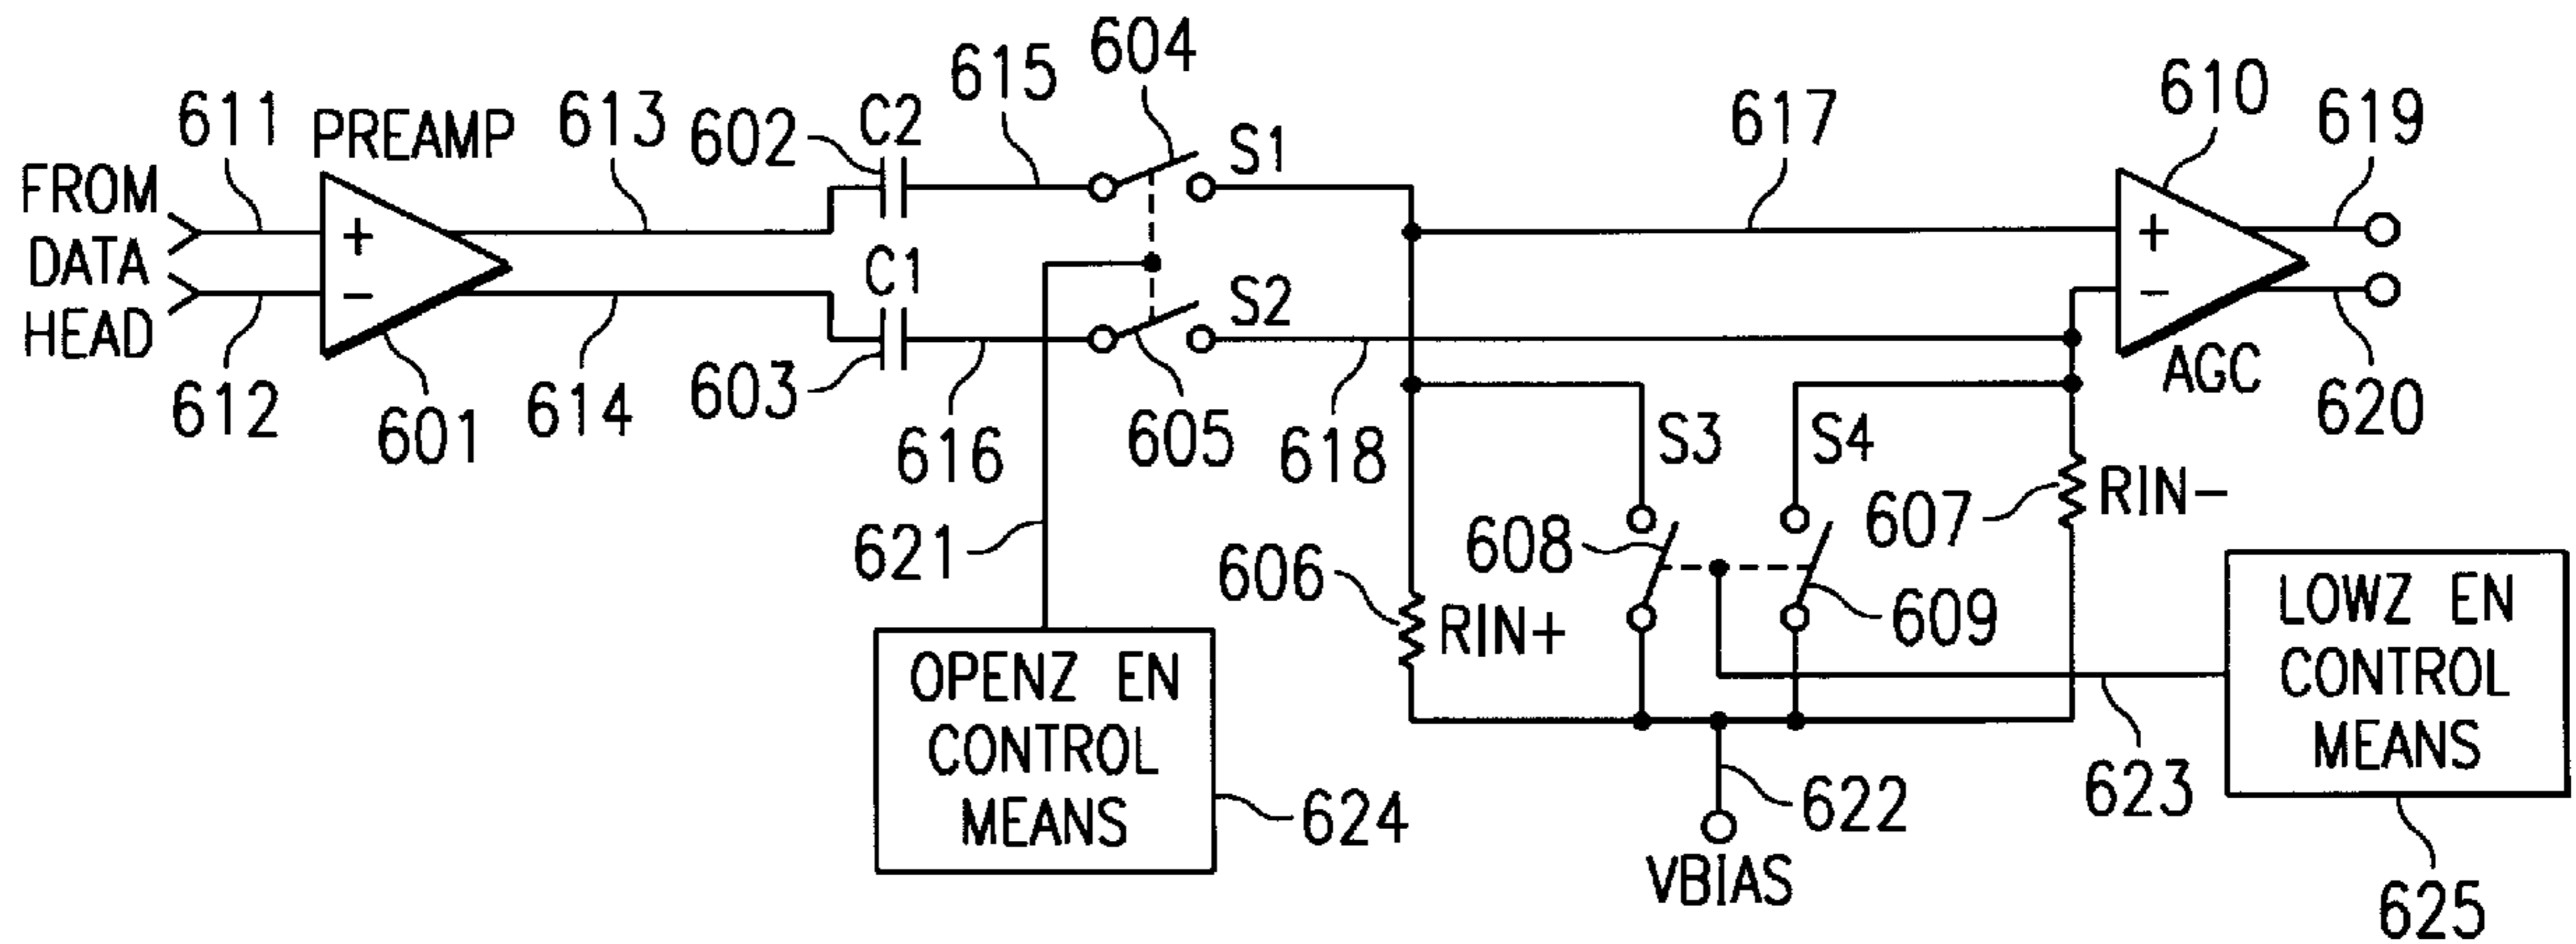 604
615
610
611
PREAMP
613
602
C2
S1
617
619
FROM
DATA
HEAD
+
−
C1
S2
+
−
612
601
614
603
616
605
618
S3
S4
AGC
620
621
608
607
RIN−
606
RIN+
609
OPENZ EN
CONTROL
MEANS
LOWZ EN
CONTROL
MEANS
624
622
623
VBIAS
625